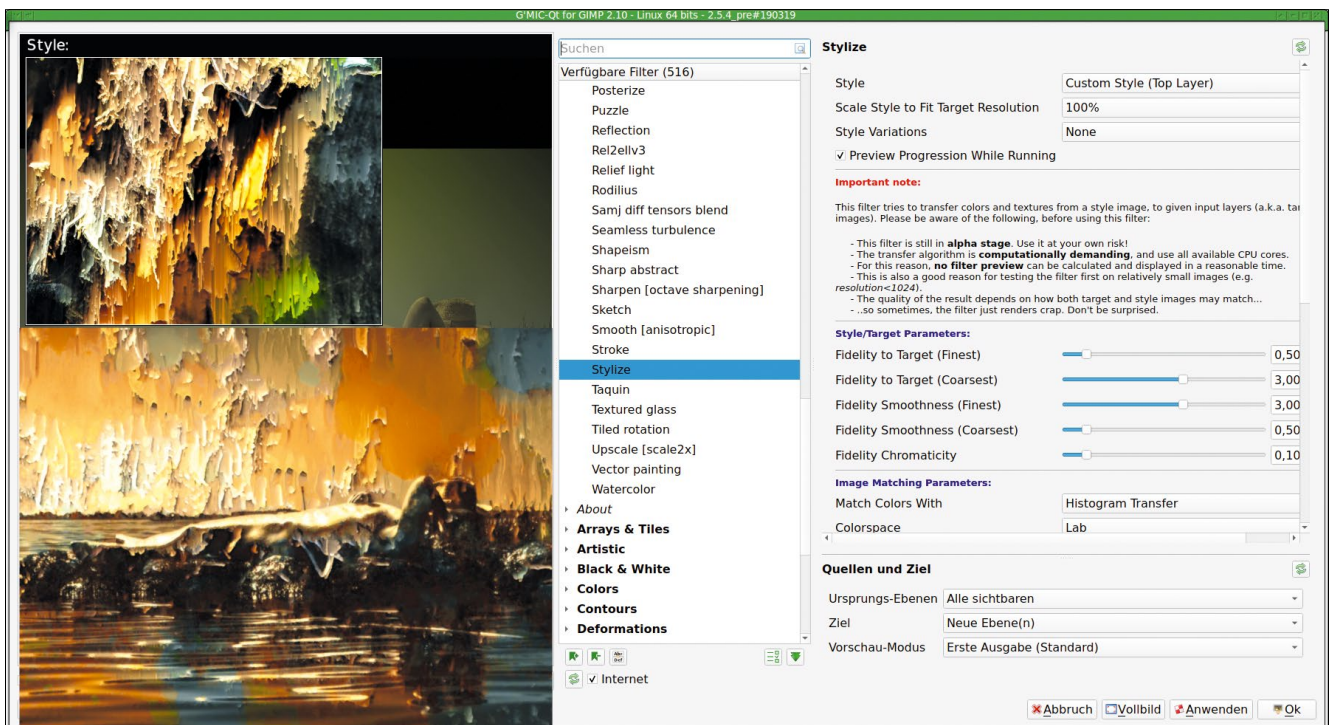 G'MIC-Qt for GIMP 2.10 - Linux 64 bits - 2.5.4_pre#190319
Style:
Suchen
Verfügbare Filter (516)
Posterize
Puzzle
Reflection
Rel2ellv3
Relief light
Rodilius
Samj diff tensors blend
Seamless turbulence
Shapeism
Sharp abstract
Sharpen [octave sharpening]
Sketch
Smooth [anisotropic]
Stroke
Stylize
Taquin
Textured glass
Tiled rotation
Upscale [scale2x]
Vector painting
Watercolor
About
Arrays & Tiles
Artistic
Black & White
Colors
Contours
Deformations
Internet
Stylize
Style Custom Style (Top Layer)
Scale Style to Fit Target Resolution 100%
Style Variations None
Preview Progression While Running
Important note:
This filter tries to transfer colors and textures from a style image, to given input layers (a.k.a. tar
images). Please be aware of the following, before using this filter:
- This filter is still in alpha stage. Use it at your own risk!
- The transfer algorithm is computationally demanding, and use all available CPU cores.
- For this reason, no filter preview can be calculated and displayed in a reasonable time.
- This is also a good reason for testing the filter first on relatively small images (e.g.
resolution<1024).
- The quality of the result depends on how both target and style images may match...
- ..so sometimes, the filter just renders crap. Don't be surprised.
Style/Target Parameters:
Fidelity to Target (Finest) 0,50
Fidelity to Target (Coarsest) 3,00
Fidelity Smoothness (Finest) 3,00
Fidelity Smoothness (Coarsest) 0,50
Fidelity Chromaticity 0,10
Image Matching Parameters:
Match Colors With Histogram Transfer
Colorspace Lab
Quellen und Ziel
Ursprungs-Ebenen Alle sichtbaren
Ziel Neue Ebene(n)
Vorschau-Modus Erste Ausgabe (Standard)
Abbruch Vollbild Anwenden Ok